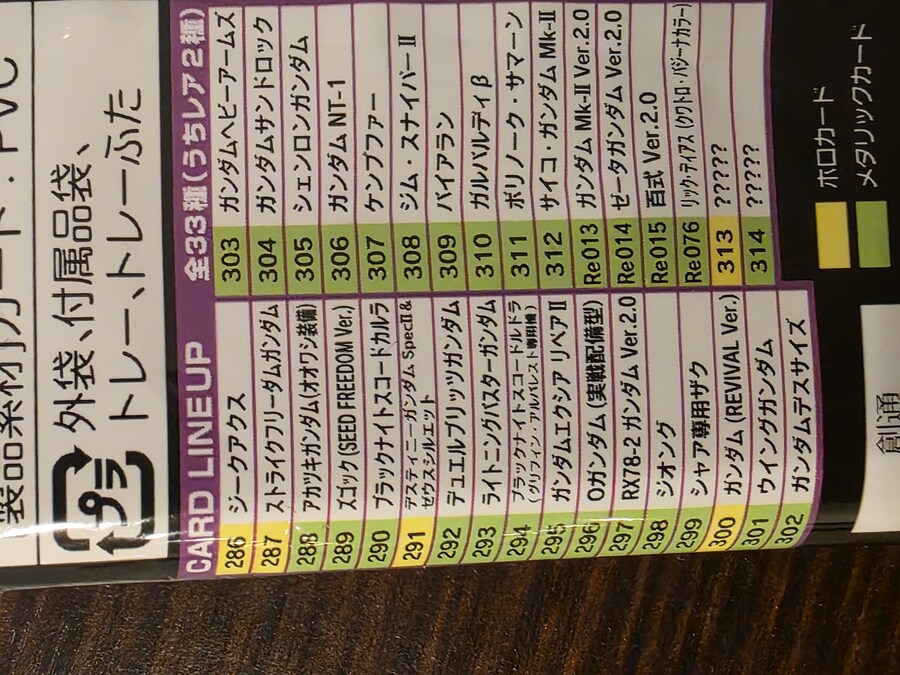 外袋、付属品袋、
トレー、トレーふた
プラ
CARD LINEUP 全33種(うちレア2種)
286 ジークアクス
287 ストライクフリーダムガンダム
288 アカツキガンダム(オオワシ装備)
289 ズゴック(SEED FREEDOM Ver.)
290 ブラックナイトスコードカルラ
291 デスティニーガンダム SpecⅡ&
ゼウスシルエット
292 デュエルブリッツガンダム
293 ライトニングバスターガンダム
294 ブラックナイトスコードルドラ
(グリフィン・アルバレスト専用機)
295 ガンダムエクシア リペアⅡ
296 Oガンダム(実戦配備型)
297 RX78-2 ガンダム Ver.2.0
298 ジオング
299 シャア専用ザク
300 ガンダム(REVIVAL Ver.)
301 ウイングガンダム
302 ガンダムデスサイズ
303 ガンダムヘビーアームズ
304 ガンダムサンドロック
305 シェンロンガンダム
306 ガンダム NT-1
307 ケンプファー
308 ジム・スナイパーⅡ
309 バイアラン
310 ガルバルディβ
311 ボリノーク・サマーン
312 サイコ・ガンダム Mk-Ⅱ
Re013 ガンダム Mk-Ⅱ Ver.2.0
Re014 ゼータガンダム Ver.2.0
Re015 百式 Ver.2.0
Re076 リック・ディアス(クワトロ・バジーナカラー)
313 ?????
314 ?????
ホロカード
メタリックカード
創通